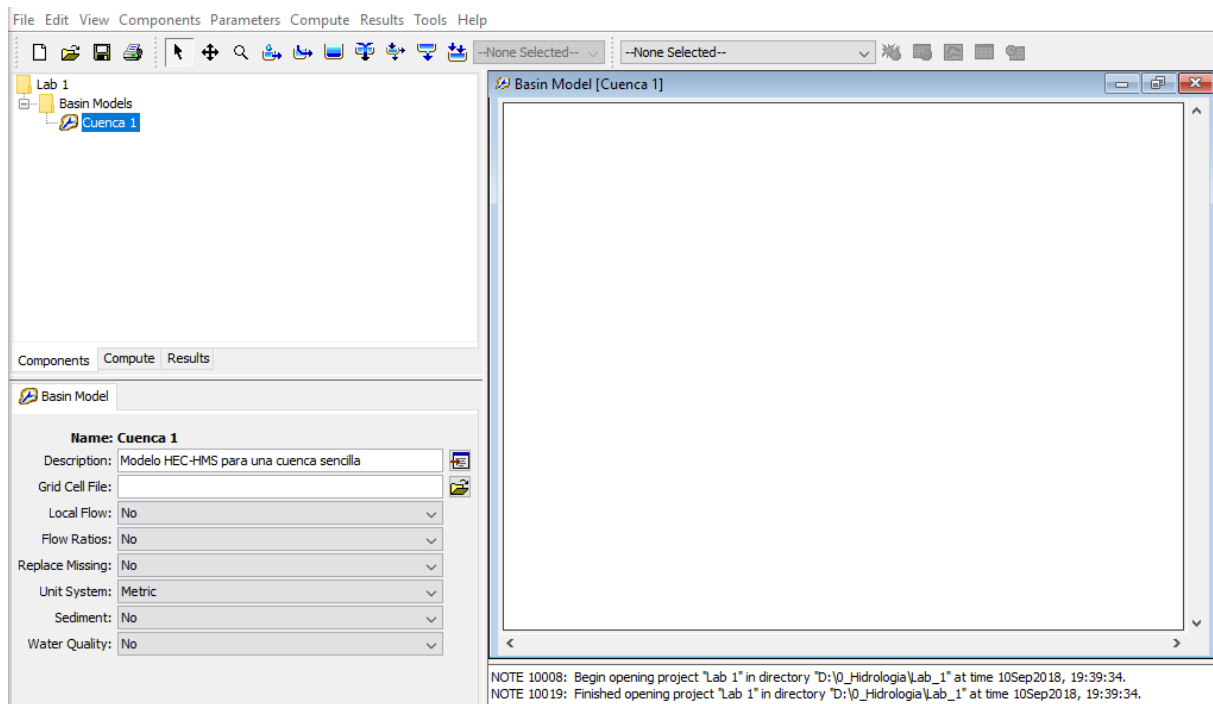 File Edit View Components Parameters Compute Results Tools Help
--None Selected-- --None Selected--
Lab 1
Basin Models
Cuenca 1
Components Compute Results
Basin Model
Name: Cuenca 1
Description: Modelo HEC-HMS para una cuenca sencilla
Grid Cell File:
Local Flow: No
Flow Ratios: No
Replace Missing: No
Unit System: Metric
Sediment: No
Water Quality: No
Basin Model [Cuenca 1]
NOTE 10008: Begin opening project "Lab 1" in directory "D:\0_Hidrologia\Lab_1" at time 10Sep2018, 19:39:34.
NOTE 10019: Finished opening project "Lab 1" in directory "D:\0_Hidrologia\Lab_1" at time 10Sep2018, 19:39:34.